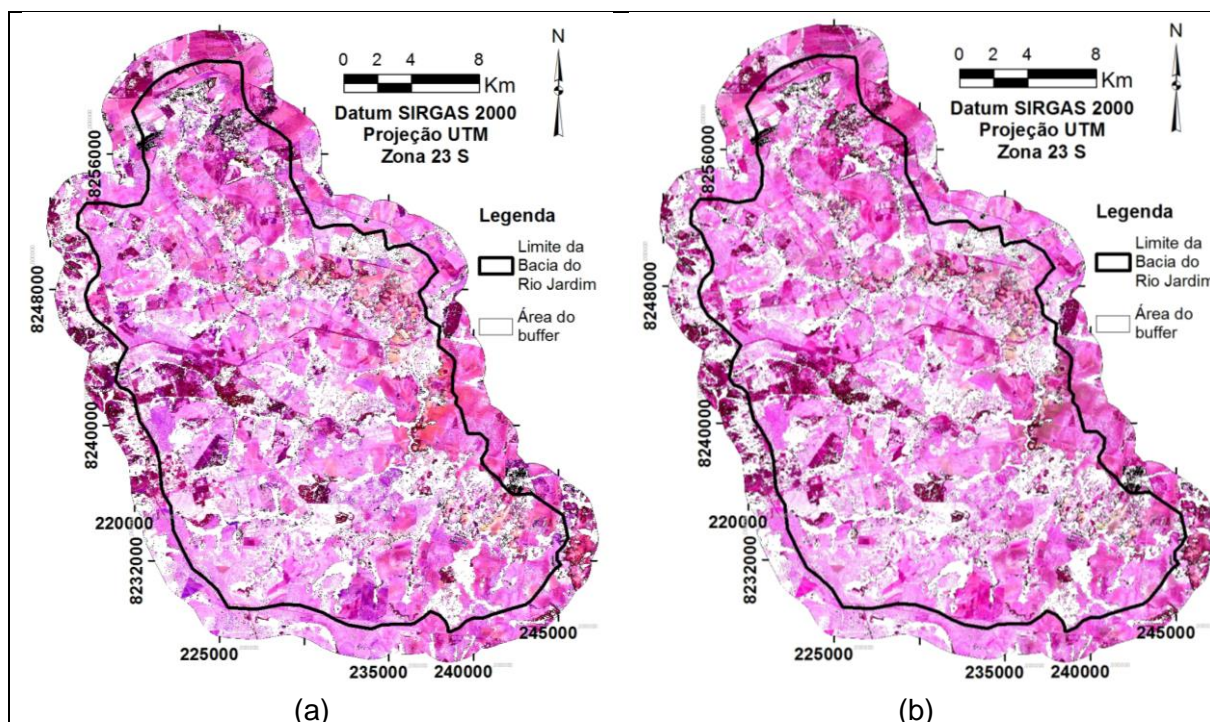 0 4 8
Km
N
Datum SIRGAS 2000
Projeção UTM
Zona 23 S
Legenda
Limite da
Bacia do
Rio Jardim
Área do
buffer
8256000
8248000
8240000
8232000
220000
225000
235000
240000
245000
(a)
0 2 4 8
Km
N
Datum SIRGAS 2000
Projeção UTM
Zona 23 S
Legenda
Limite da
Bacia do
Rio Jardim
Área do
buffer
8256000
8248000
8240000
8232000
220000
225000
235000
240000
245000
(b)